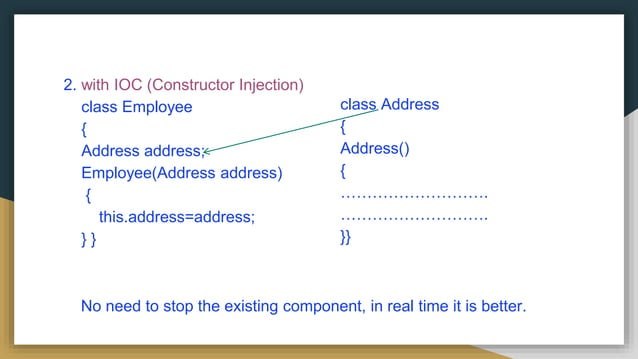 2. with IOC (Constructor Injection)
class Employee
{
Address address;
Employee(Address address)
{
this.address=address;
} }
class Address
{
Address()
{
……………………….
……………………….
}}
No need to stop the existing component, in real time it is better.